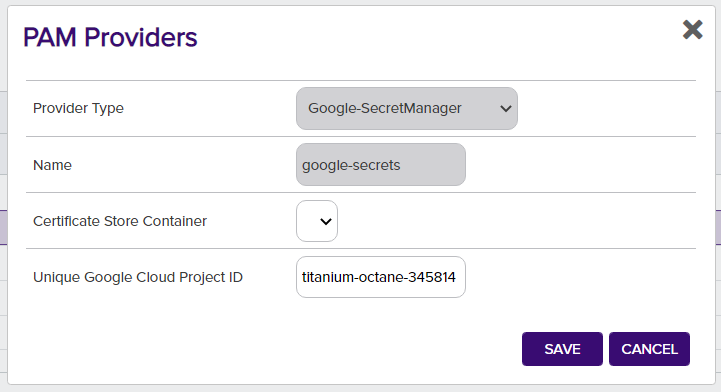 PAM Providers
Provider Type
Google-SecretManager
Name
google-secrets
Certificate Store Container
Unique Google Cloud Project ID
titanium-octane-345814
SAVE
CANCEL